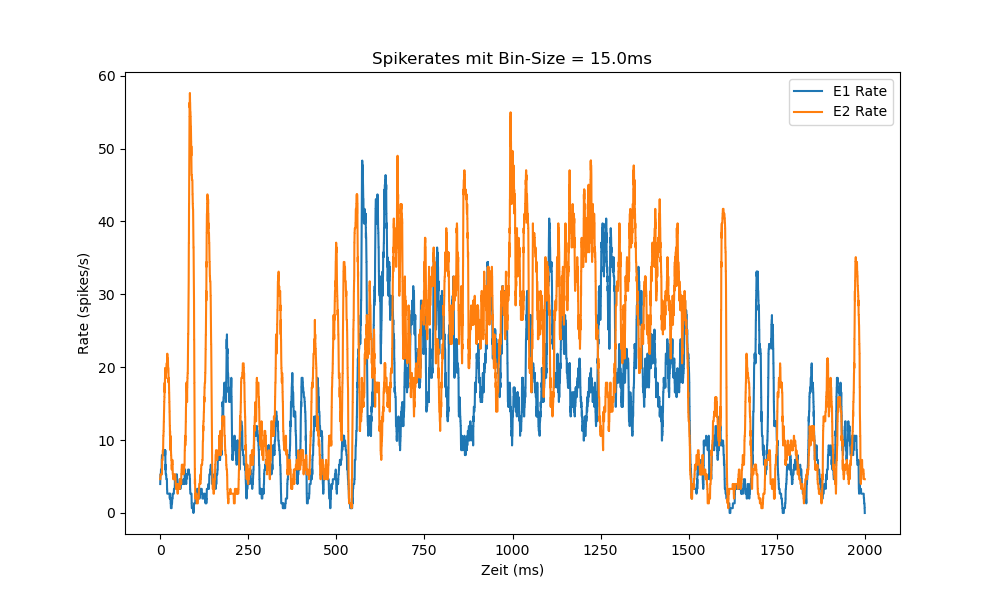 Spikerates mit Bin-Size = 15.0ms
E1 Rate
E2 Rate
60
50
40
30
20
10
0
Rate (spikes/s)
0 250 500 750 1000 1250 1500 1750 2000
Zeit (ms)